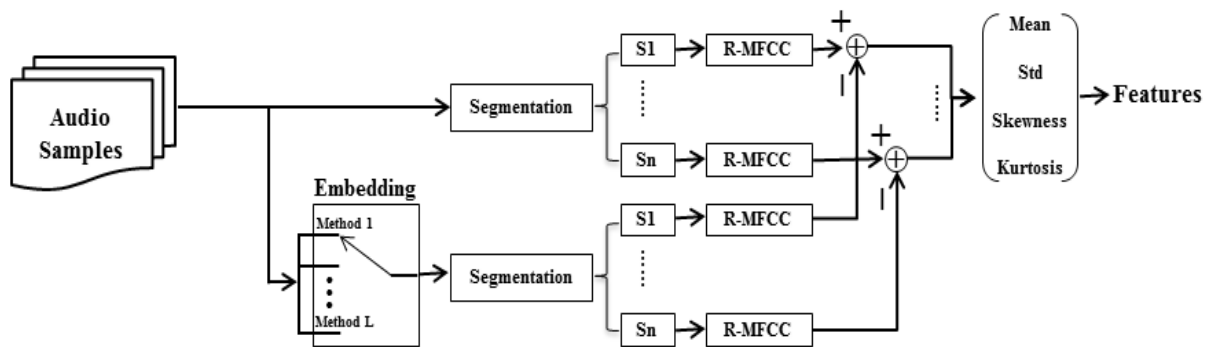 Audio
Samples
Segmentation
S1
R-MFCC
+
−
Sn
R-MFCC
+
−
Mean
Std
Skewness
Kurtosis
Features
Embedding
Method 1
Method L
Segmentation
S1
R-MFCC
Sn
R-MFCC